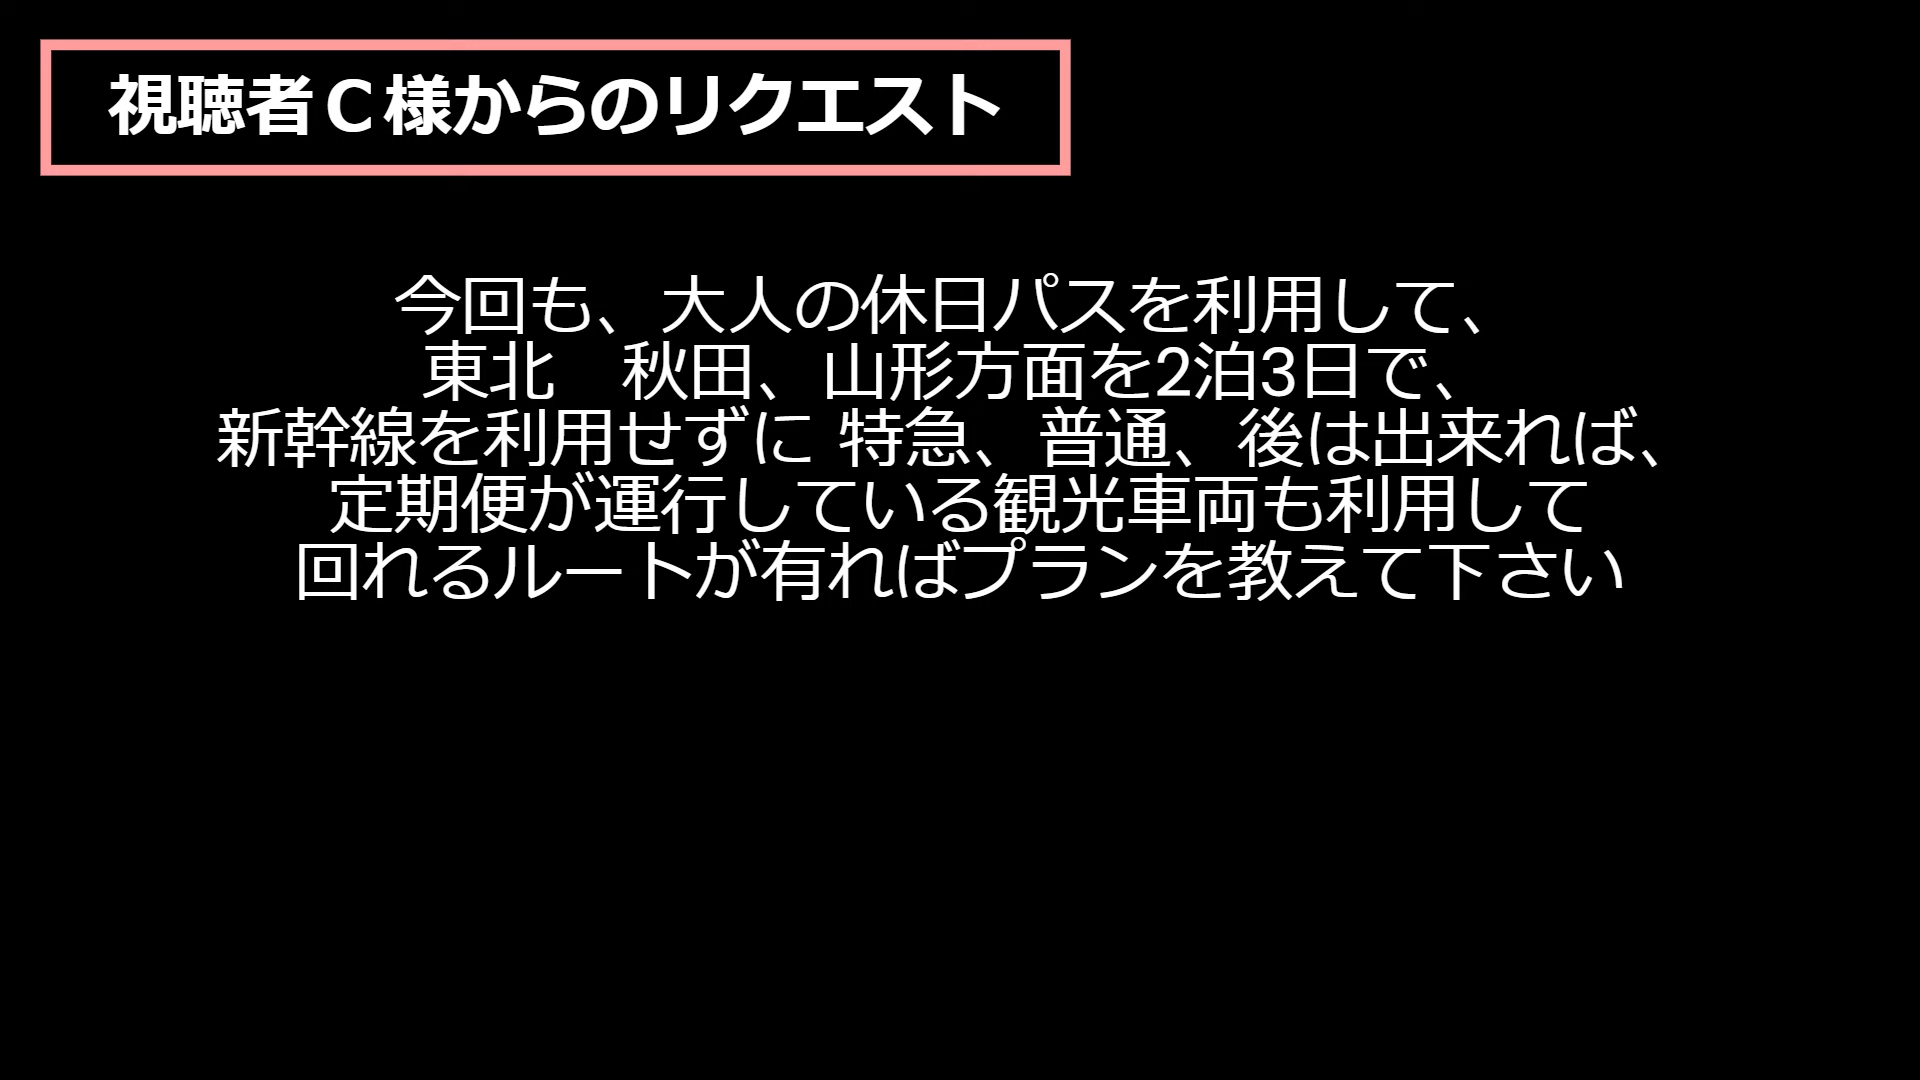 視聴者Ｃ様からのリクエスト
今回も、大人の休日パスを利用して、
東北　秋田、山形方面を2泊3日で、
新幹線を利用せずに 特急、普通、後は出来れば、
定期便が運行している観光車両も利用して
回れるルートが有ればプランを教えて下さい